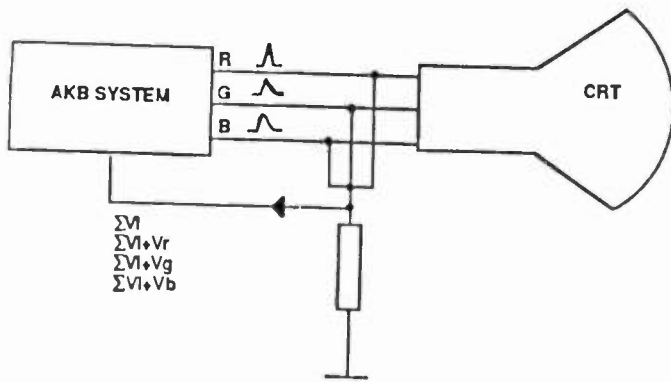 R
AKB SYSTEM
G
CRT
B
ΣVl
ΣVl+Vr
ΣVl+Vg
ΣVl+Vb